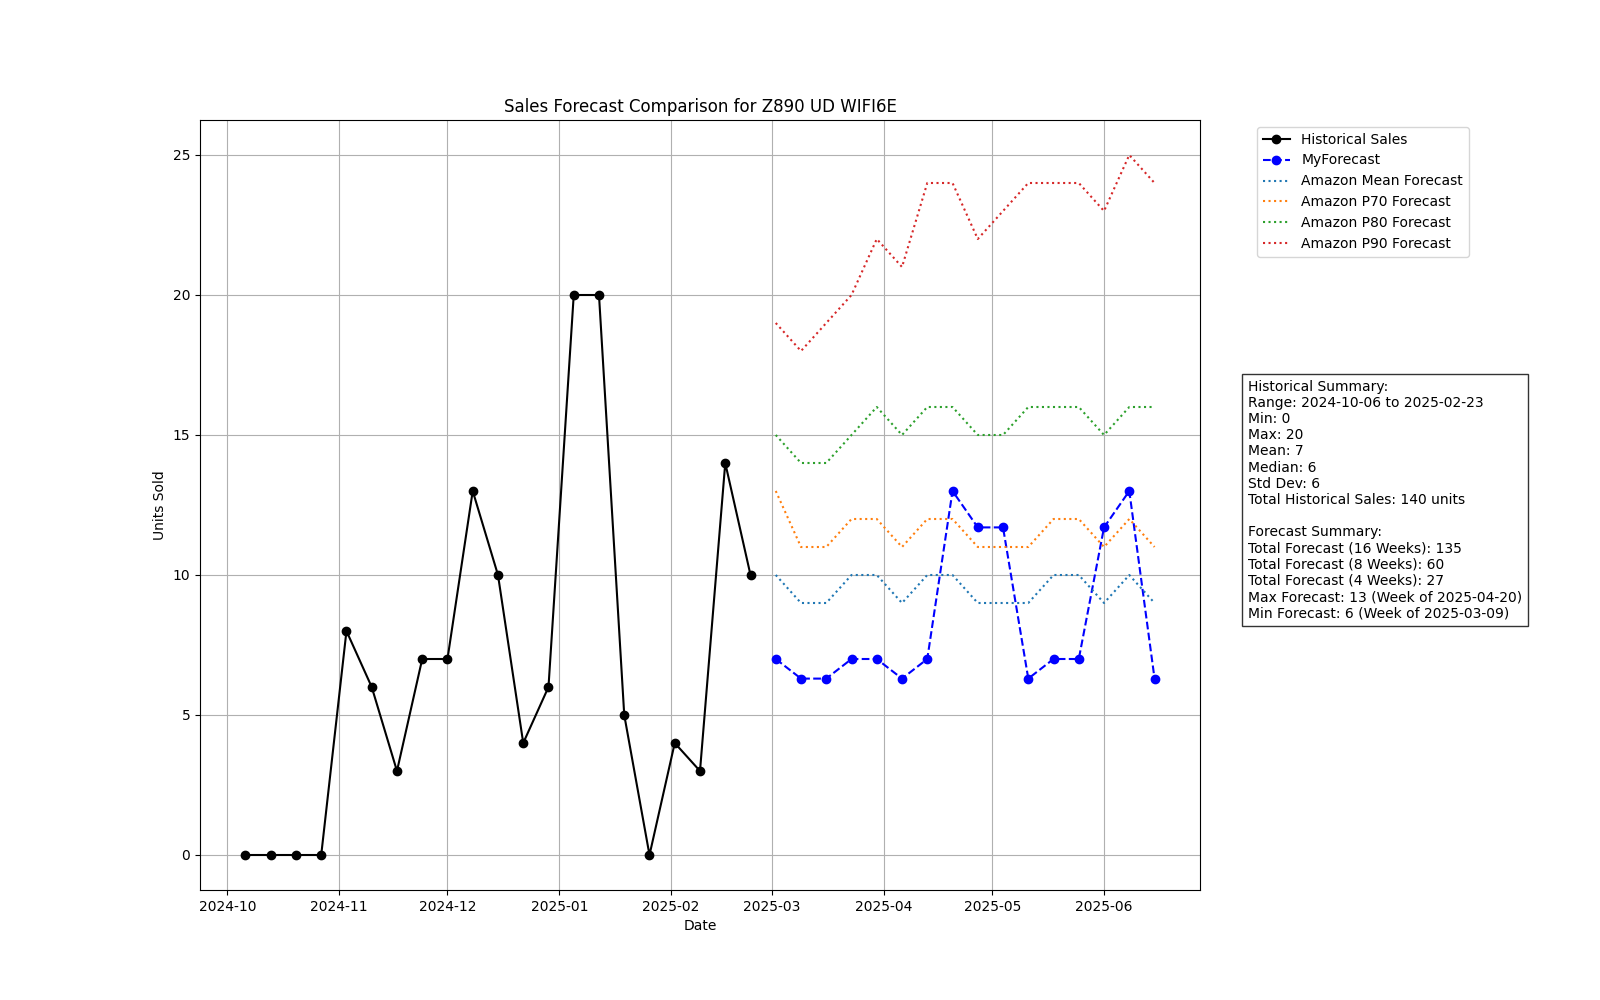 Sales Forecast Comparison for Z890 UD WIFI6E
25
20
15
10
5
0
Units Sold
2024-10
2024-11
2024-12
2025-01
2025-02
2025-03
2025-04
2025-05
2025-06
Date
Historical Sales
MyForecast
Amazon Mean Forecast
Amazon P70 Forecast
Amazon P80 Forecast
Amazon P90 Forecast
Historical Summary:
Range: 2024-10-06 to 2025-02-23
Min: 0
Max: 20
Mean: 7
Median: 6
Std Dev: 6
Total Historical Sales: 140 units
Forecast Summary:
Total Forecast (16 Weeks): 135
Total Forecast (8 Weeks): 60
Total Forecast (4 Weeks): 27
Max Forecast: 13 (Week of 2025-04-20)
Min Forecast: 6 (Week of 2025-03-09)